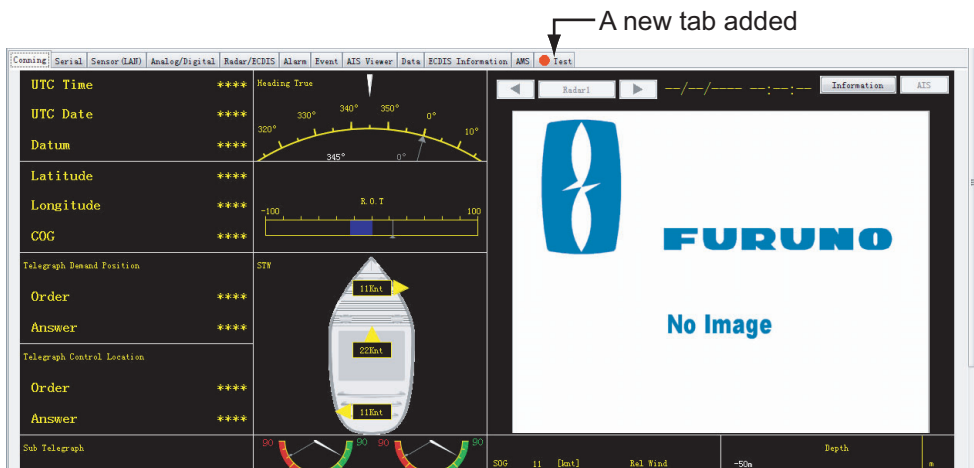 A new tab added
Conning Serial Sensor(LAN) Analog/Digital Radar/ECDIS Alarm Event AIS Viewer Data ECDIS Information AMS Test
UTC Time ****
UTC Date ****
Datum ****
Latitude ****
Longitude ****
COG ****
Telegraph Demand Position
Order ****
Answer ****
Telegraph Control Location
Order ****
Answer ****
Sub Telegraph
Heading True
320° 330° 340° 350° 0° 10°
345° 0°
R.O.T
-100 100
STW
11Knt
22Knt
11Knt
90 90 90 90
Radar1 --/--/---- --:--:-- Information AIS
FURUNO
No Image
SOG 11 [knt] Rel Wind
Depth
-50m m